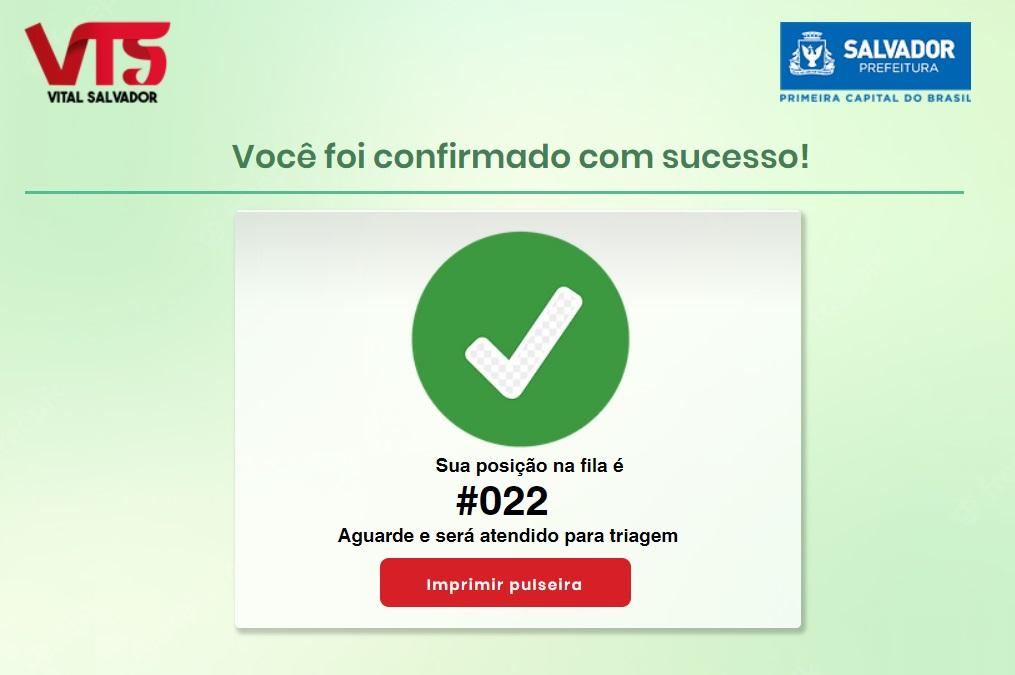 VTS
VITAL SALVADOR
SALVADOR
PREFEITURA
PRIMEIRA CAPITAL DO BRASIL
Você foi confirmado com sucesso!
Sua posição na fila é
#022
Aguarde e será atendido para triagem
Imprimir pulseira